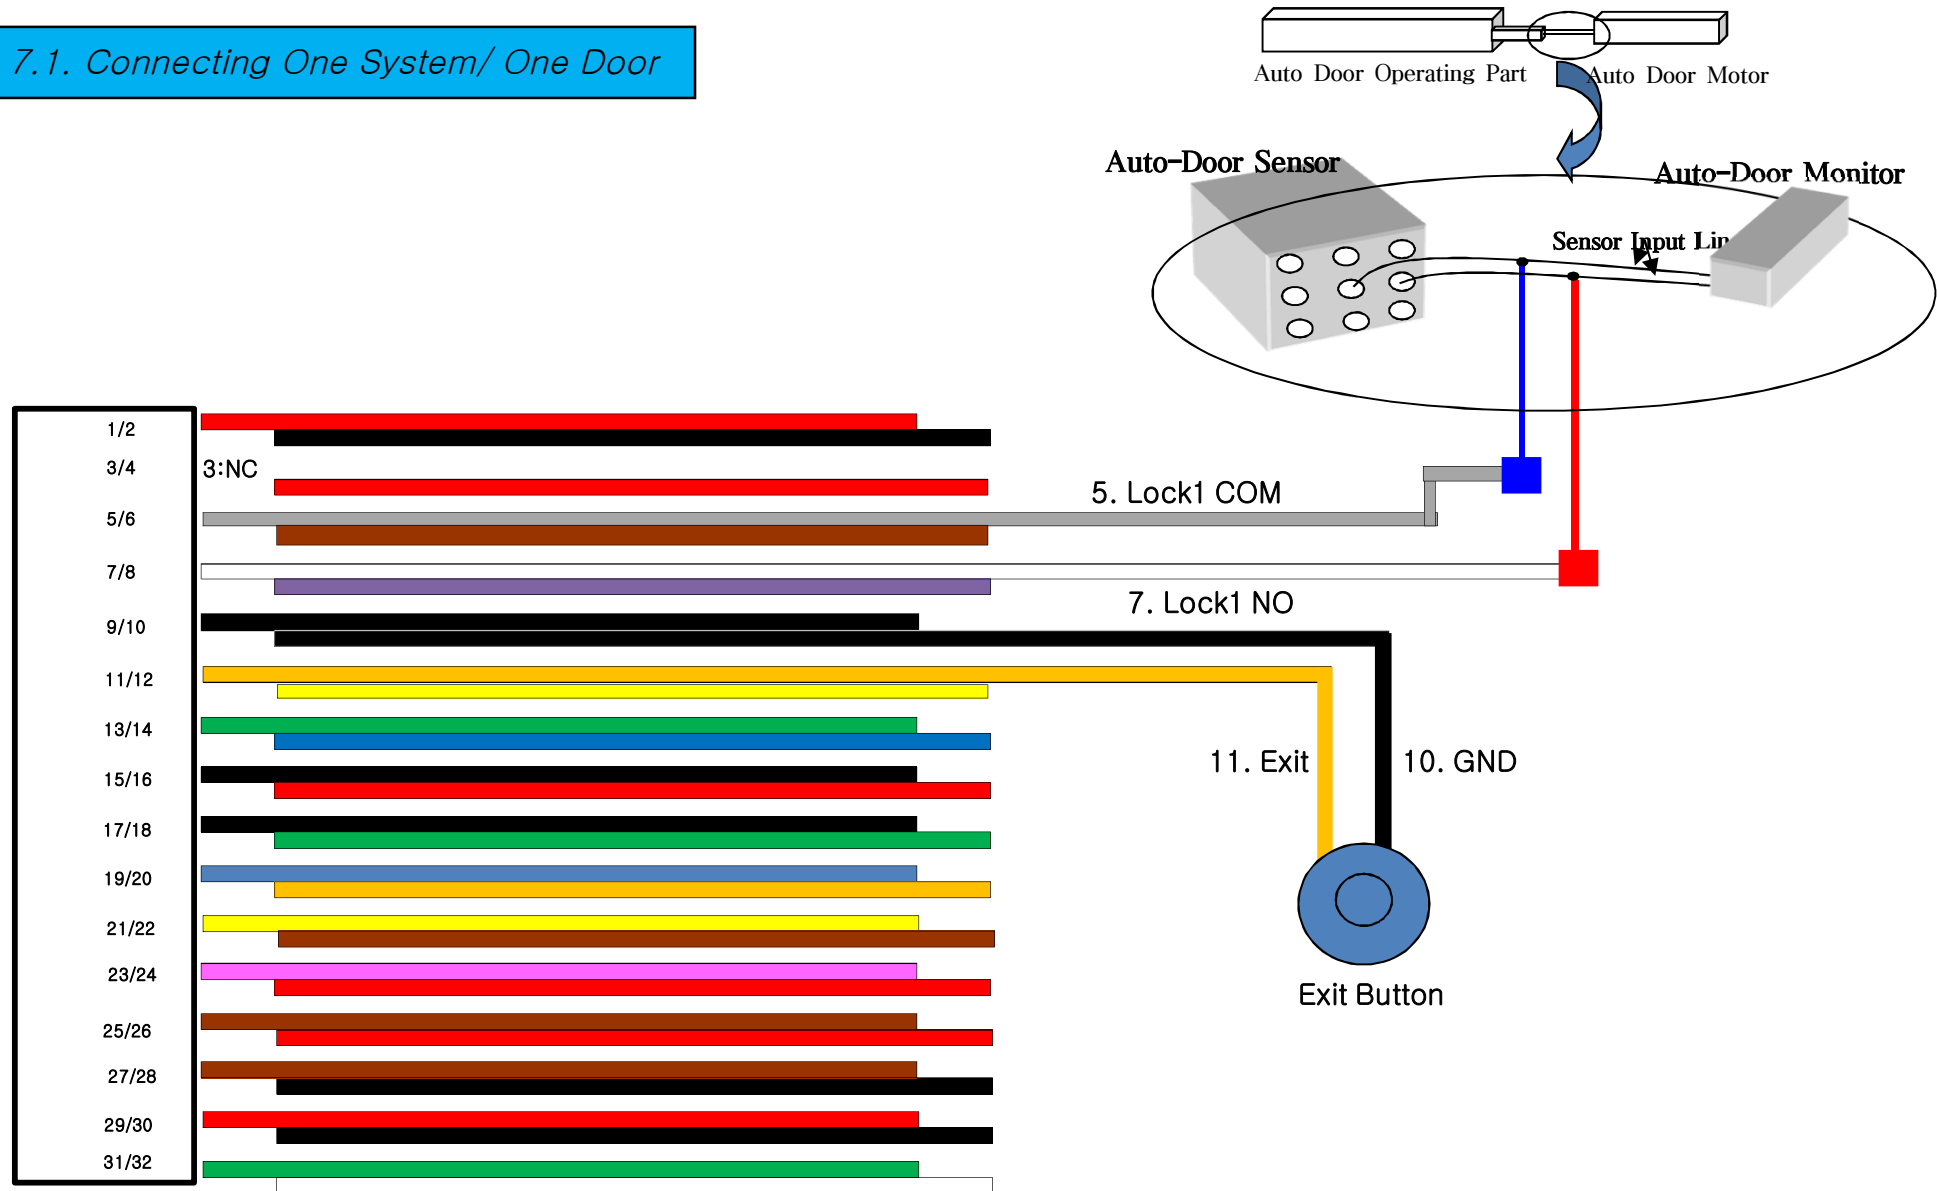 7.1. Connecting One System/ One Door
Auto Door Operating Part
Auto Door Motor
Auto-Door Sensor
Auto-Door Monitor
Sensor Input Lin
1/2
3/4
3:NC
5. Lock1 COM
5/6
7/8
7. Lock1 NO
9/10
11/12
13/14
11. Exit
10. GND
15/16
17/18
19/20
21/22
23/24
Exit Button
25/26
27/28
29/30
31/32